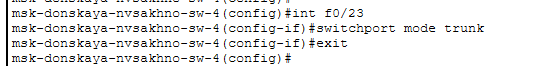 msk-donskaya-nvsakhno-sw-4(config)#int f0/23
msk-donskaya-nvsakhno-sw-4(config-if)#switchport mode trunk
msk-donskaya-nvsakhno-sw-4(config-if)#exit
msk-donskaya-nvsakhno-sw-4(config)#